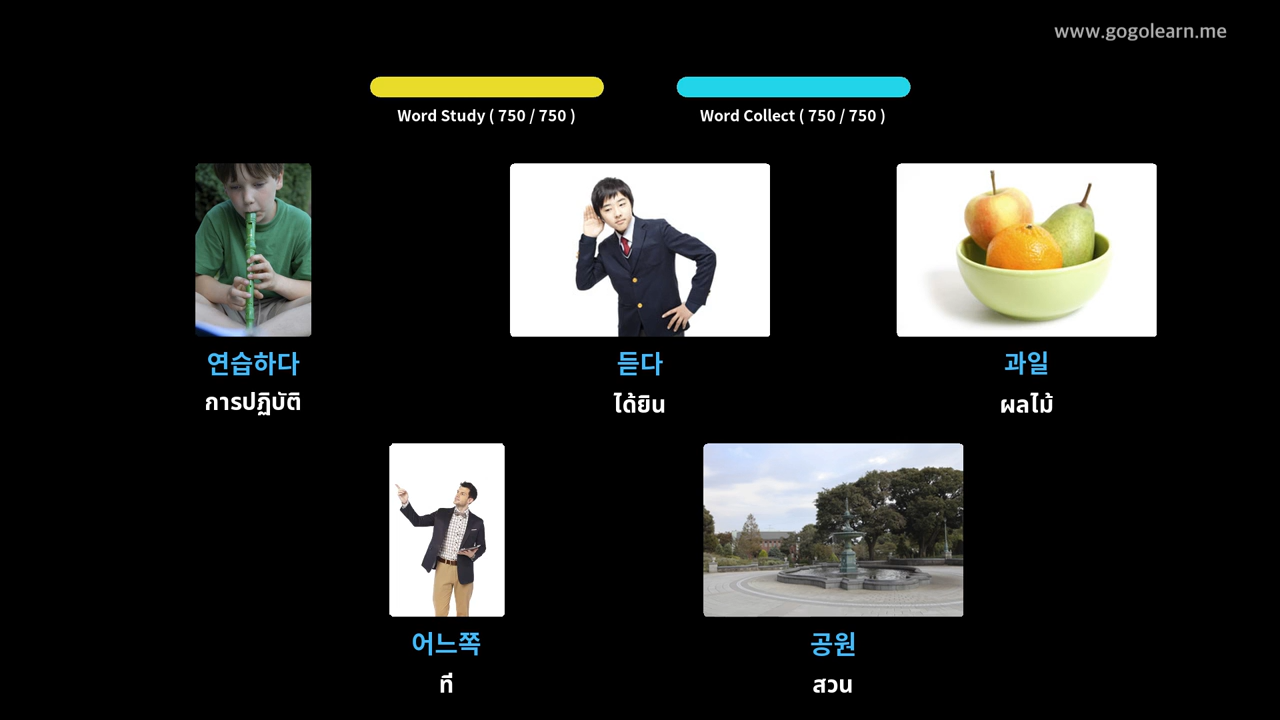 www.gogolearn.me
Word Study ( 750 / 750 )
Word Collect ( 750 / 750 )
연습하다
การปฏิบัติ
듣다
ได้ยิน
과일
ผลไม้
어느쪽
ที่
공원
สวน